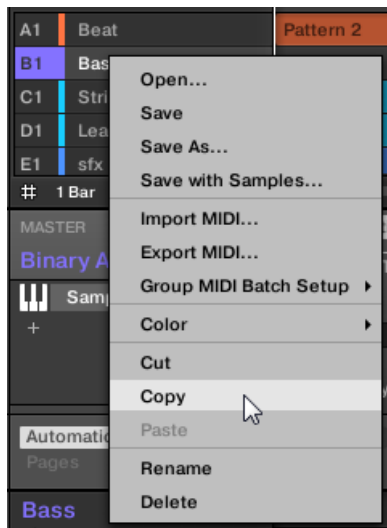 A1 Beat Pattern 2
B1 Bas
C1 Stri
D1 Lea
E1 sfx
1 Bar
MASTER
Binary A
Sam
+
Automatic
Pages
Bass
Open...
Save
Save As...
Save with Samples...
Import MIDI...
Export MIDI...
Group MIDI Batch Setup
Color
Cut
Copy
Paste
Rename
Delete